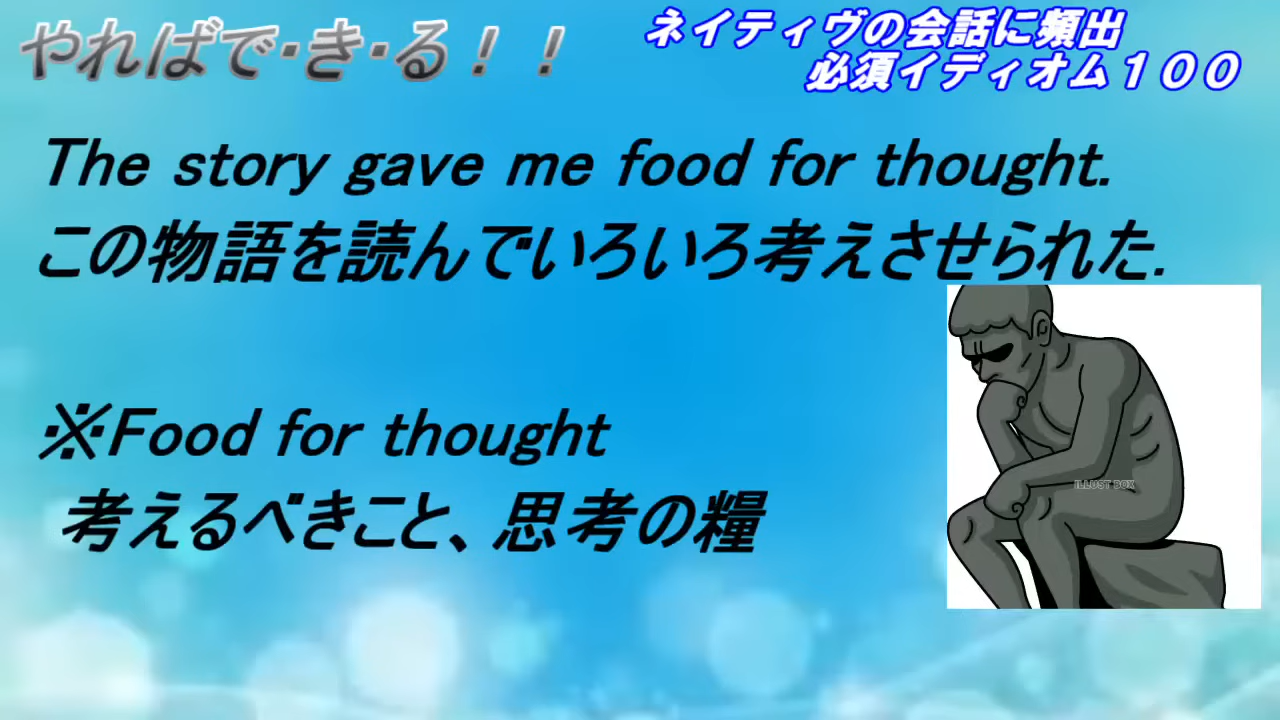 やればで・き・る！！
ネイティヴの会話に頻出
必須イディオム１００
The story gave me food for thought.
この物語を読んでいろいろ考えさせられた.
※Food for thought
考えるべきこと、思考の糧
ILLUST BOX